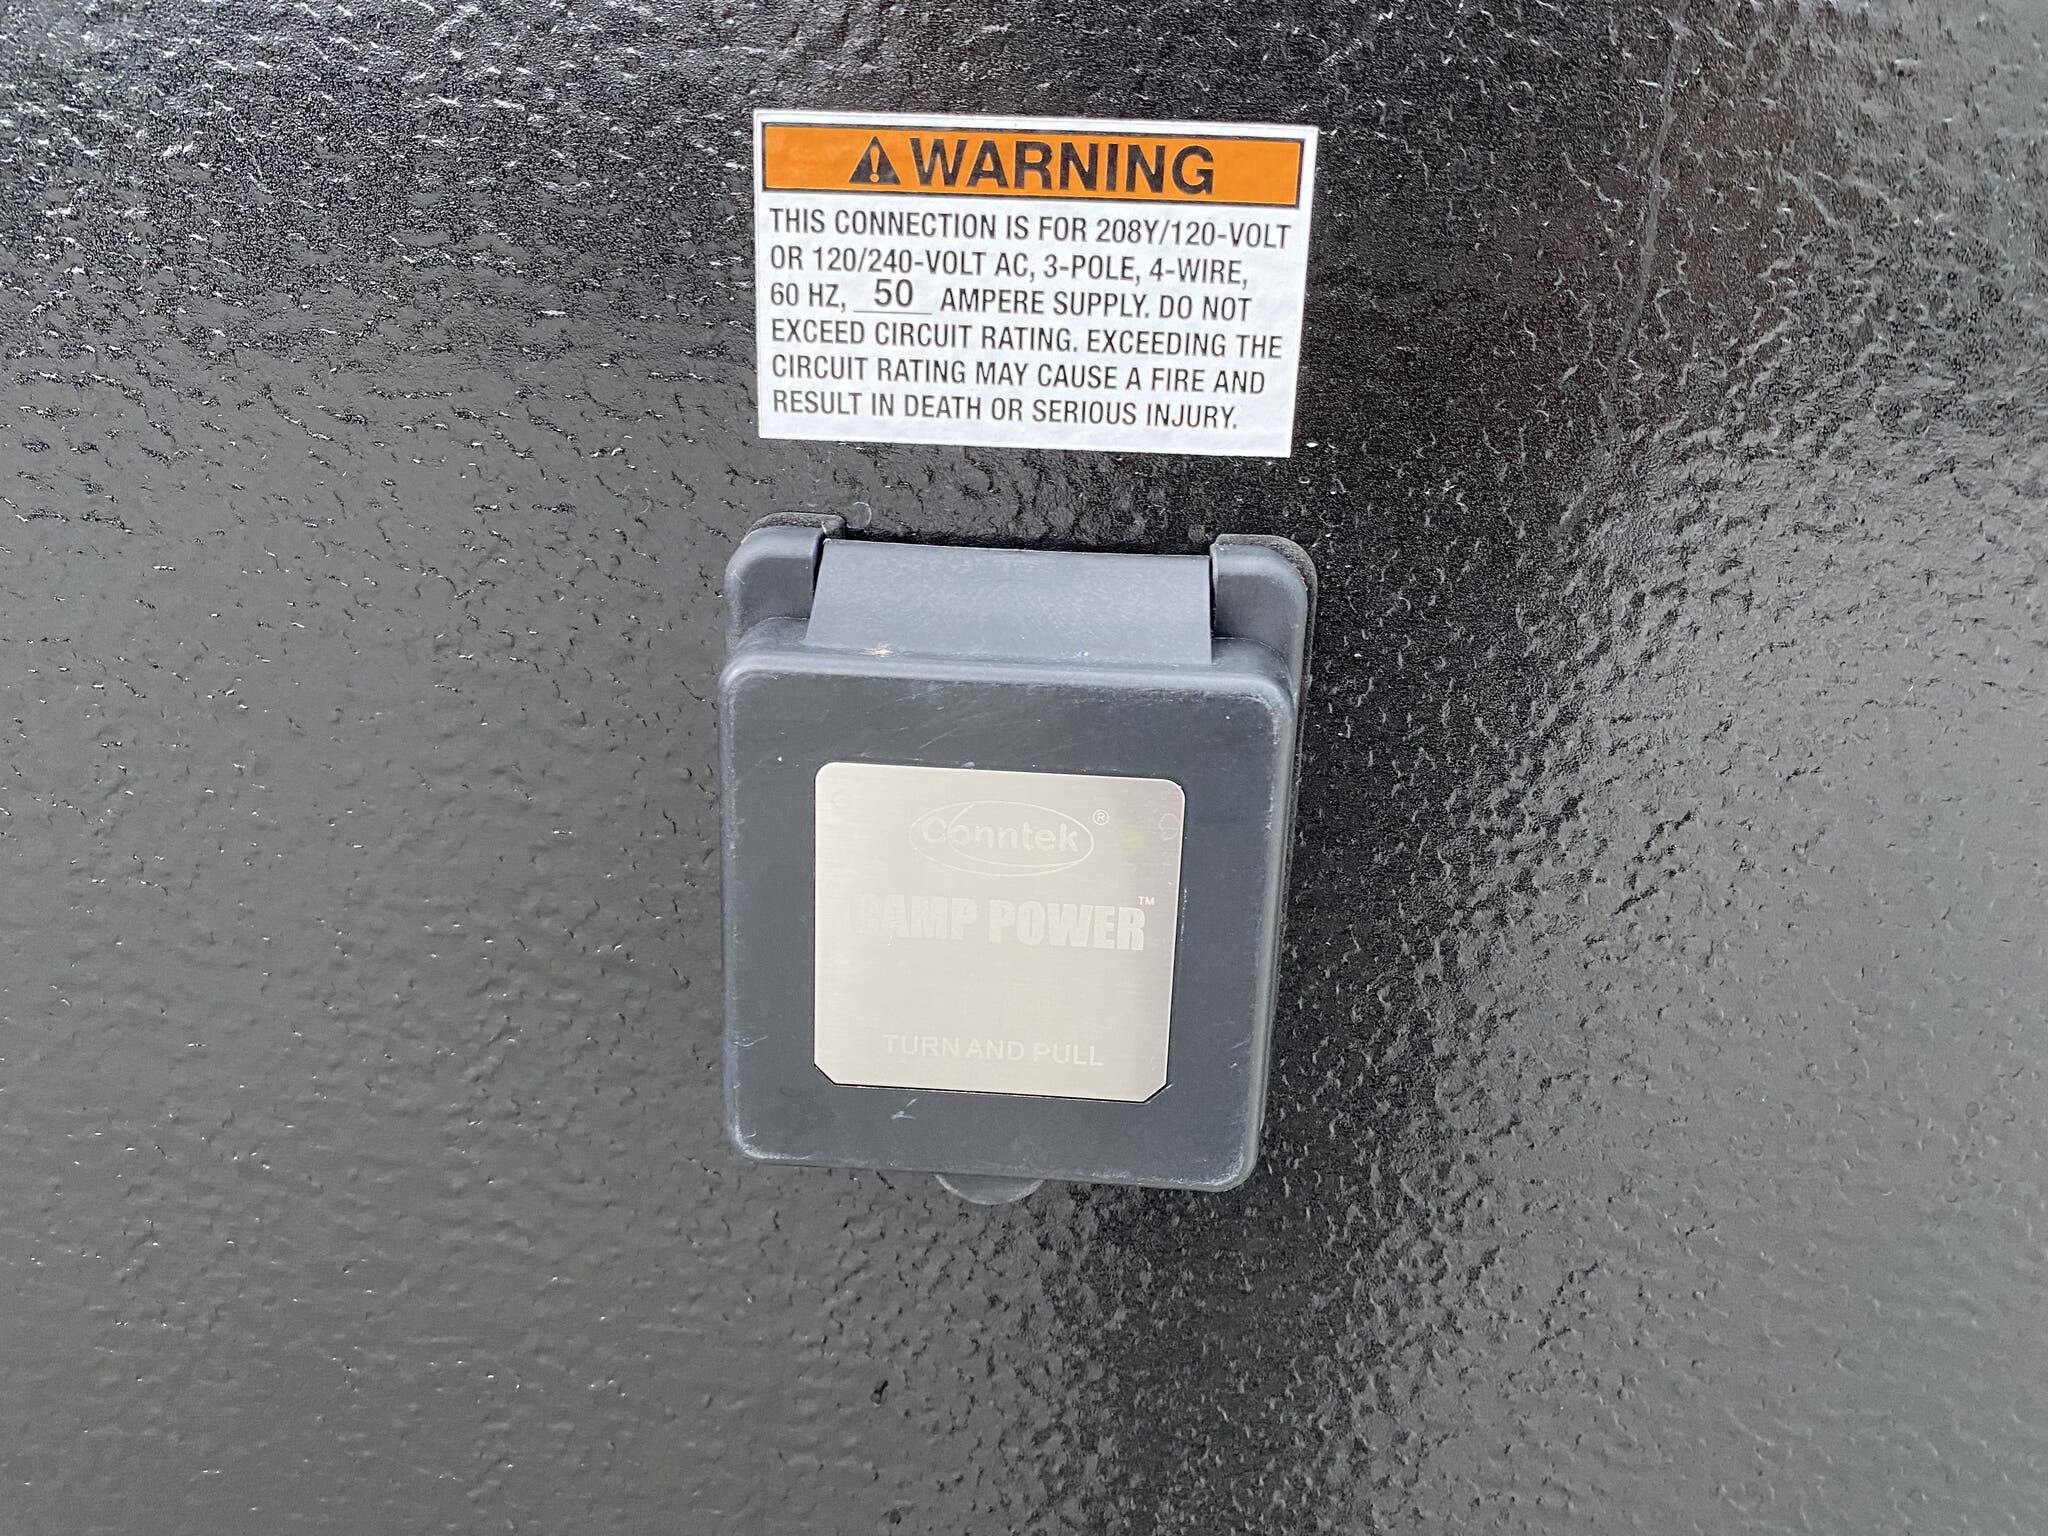 WARNING
THIS CONNECTION IS FOR 208Y/120-VOLT
OR 120/240-VOLT AC, 3-POLE, 4-WIRE,
60 HZ, 50 AMPERE SUPPLY. DO NOT
EXCEED CIRCUIT RATING. EXCEEDING THE
CIRCUIT RATING MAY CAUSE A FIRE AND
RESULT IN DEATH OR SERIOUS INJURY.
Conntek®
RAMP POWER™
TURN AND PULL